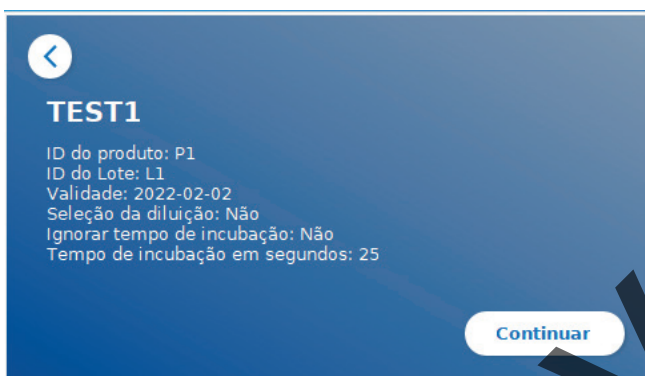 TEST1
ID do produto: P1
ID do Lote: L1
Validade: 2022-02-02
Seleção da diluição: Não
Ignorar tempo de incubação: Não
Tempo de incubação em segundos: 25
Continuar